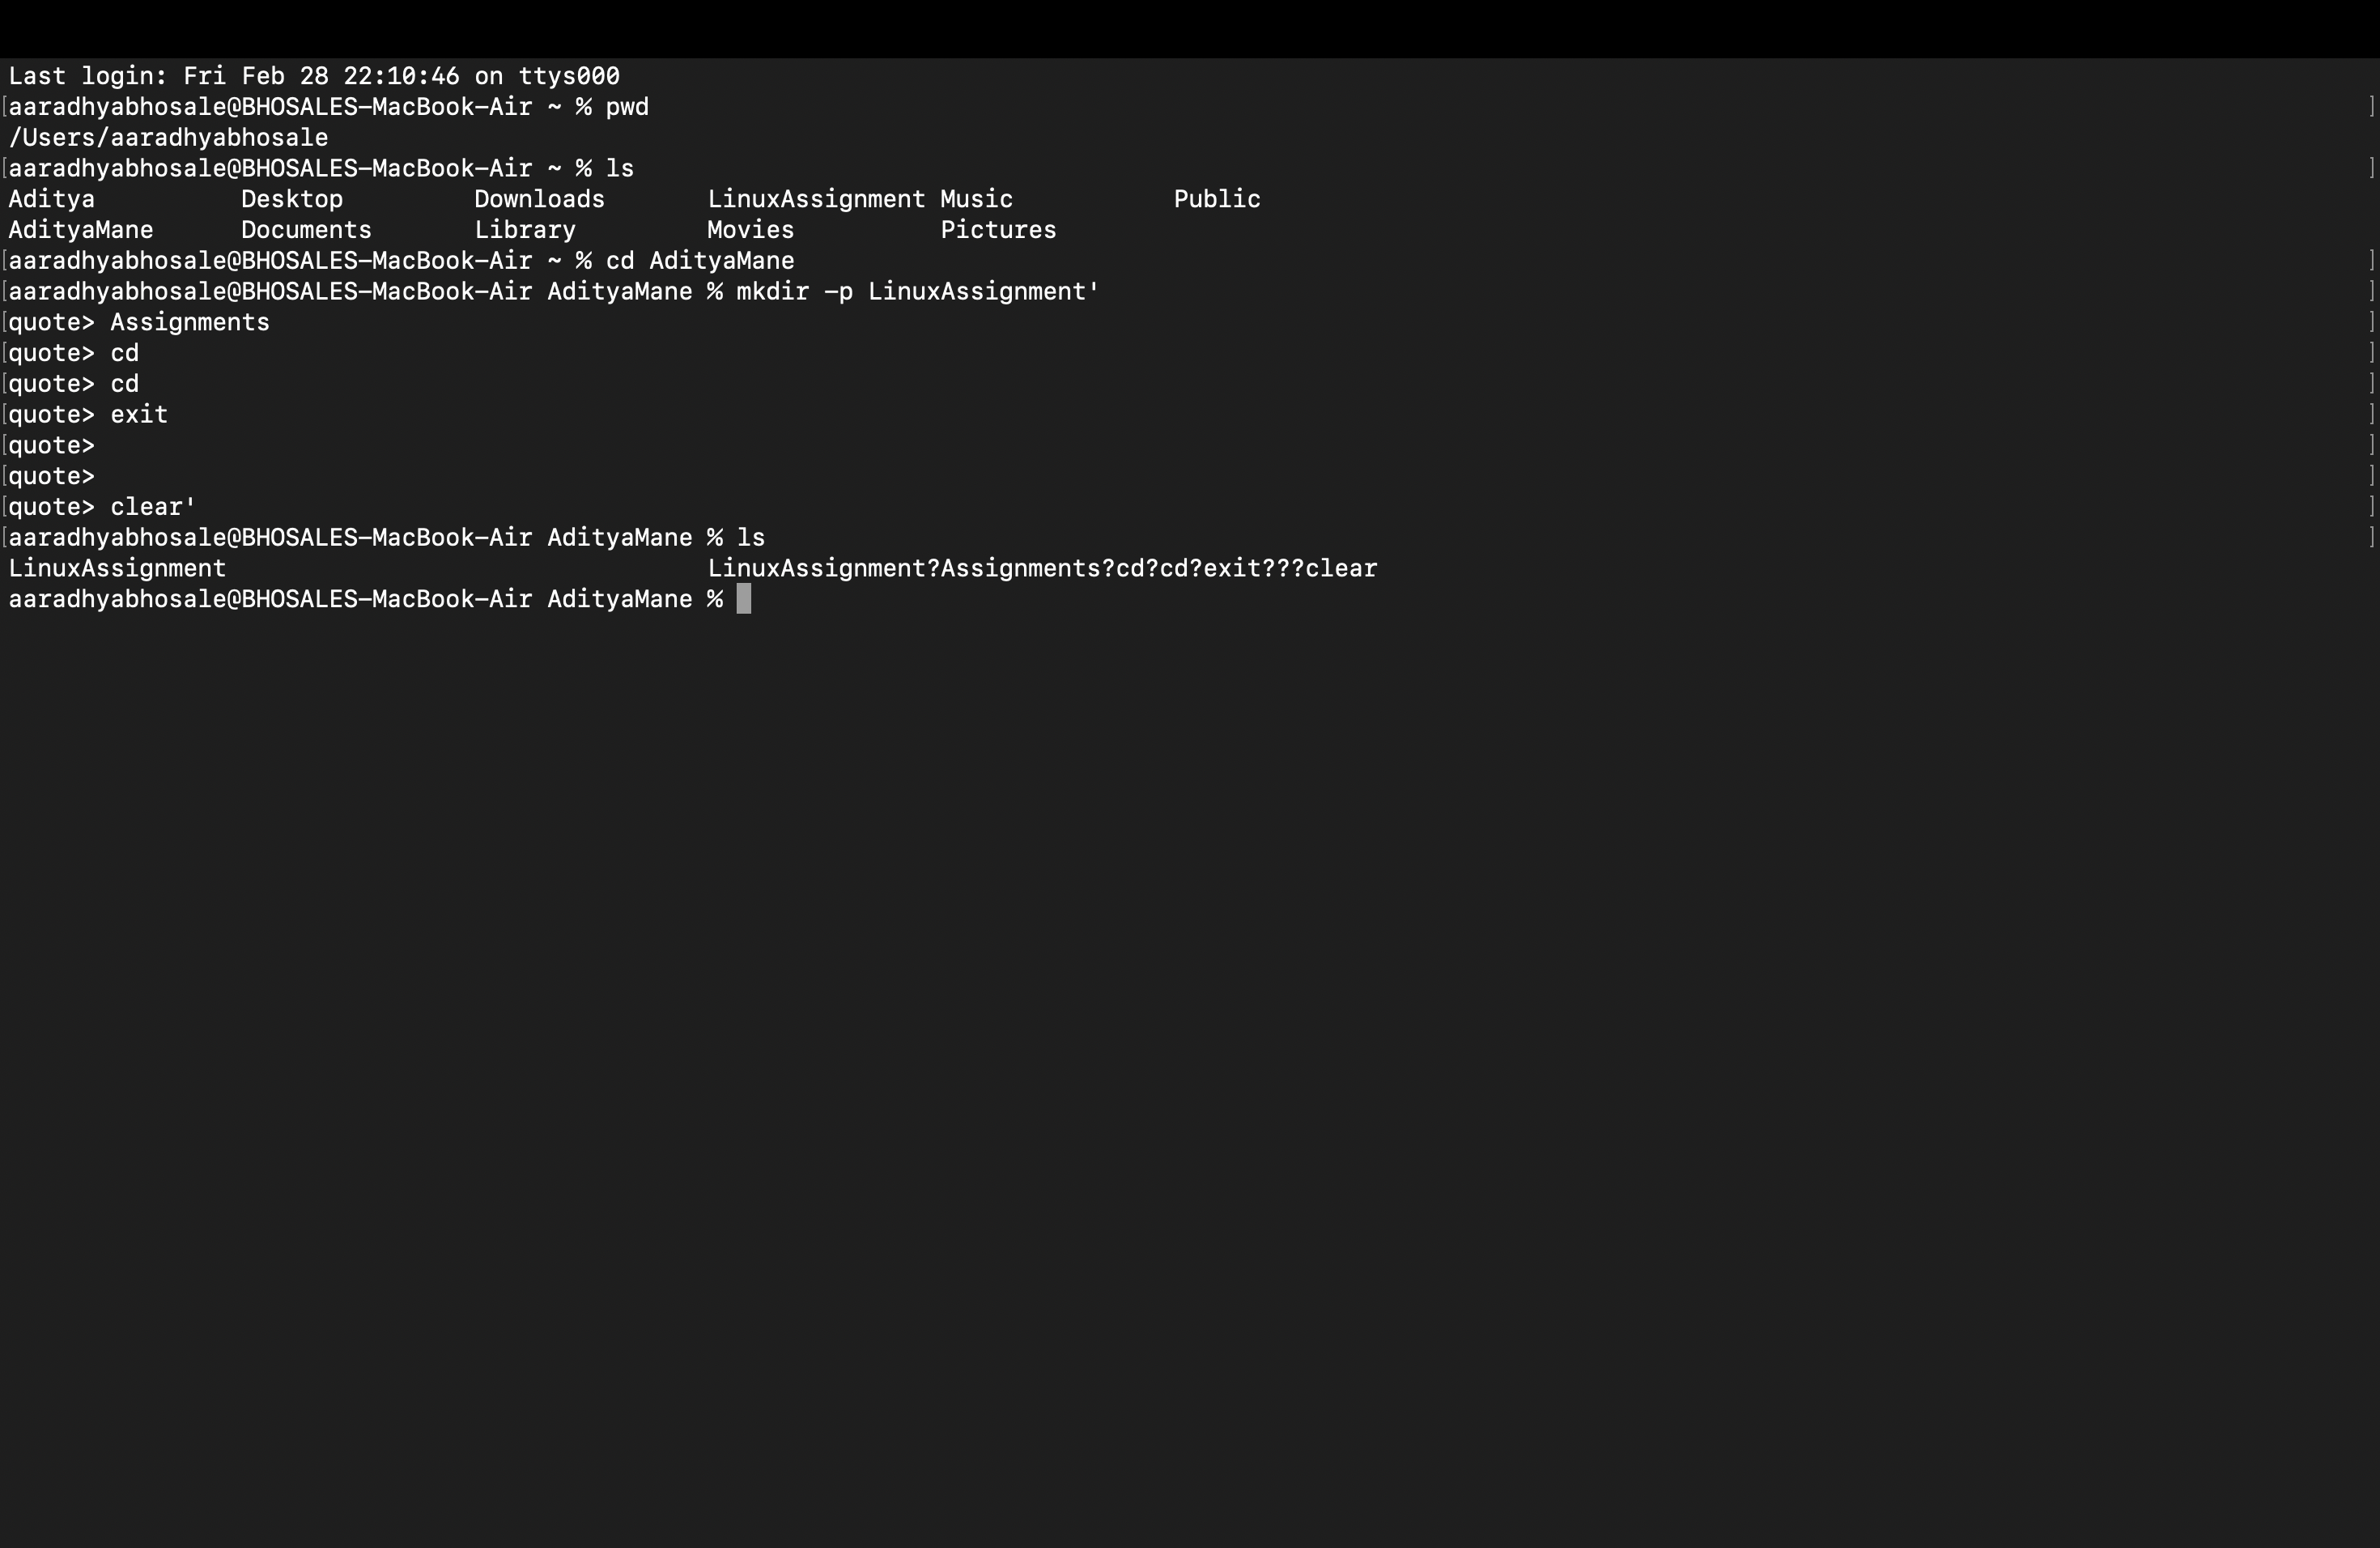 Last login: Fri Feb 28 22:10:46 on ttys000
[aaradhyabhosale@BHOSALES-MacBook-Air ~ % pwd ]
/Users/aaradhyabhosale
[aaradhyabhosale@BHOSALES-MacBook-Air ~ % ls ]
Aditya Desktop Downloads LinuxAssignment Music Public
AdityaMane Documents Library Movies Pictures
[aaradhyabhosale@BHOSALES-MacBook-Air ~ % cd AdityaMane ]
[aaradhyabhosale@BHOSALES-MacBook-Air AdityaMane % mkdir -p LinuxAssignment' ]
[quote> Assignments ]
[quote> cd ]
[quote> cd ]
[quote> exit ]
[quote> ]
[quote> ]
[quote> clear' ]
[aaradhyabhosale@BHOSALES-MacBook-Air AdityaMane % ls ]
LinuxAssignment LinuxAssignment?Assignments?cd?cd?exit???clear
aaradhyabhosale@BHOSALES-MacBook-Air AdityaMane %